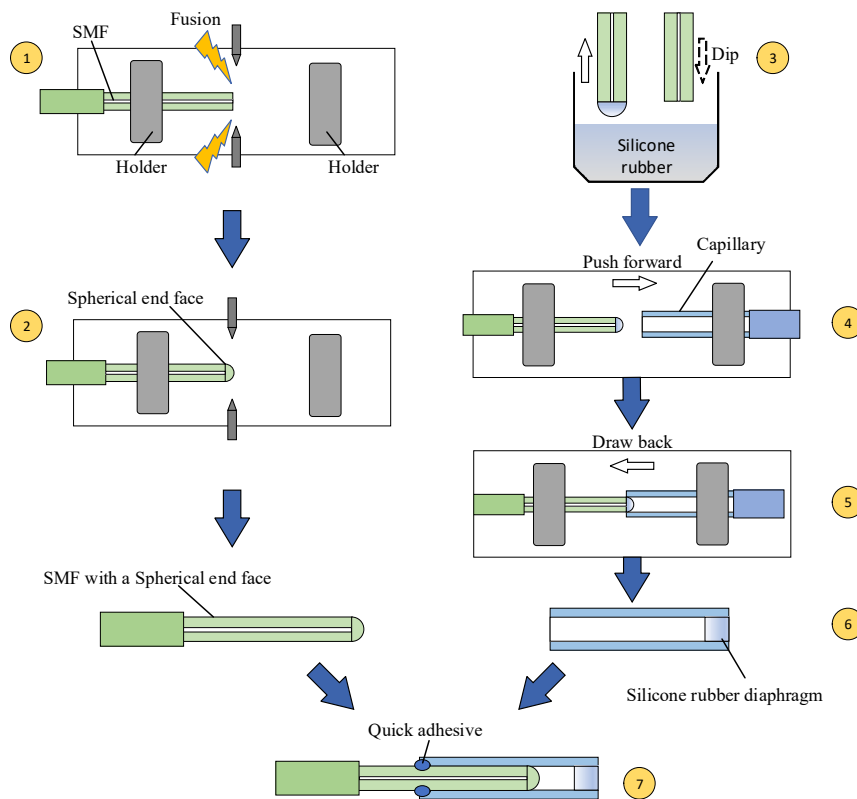 1
Fusion
SMF
Holder
Holder
2
Spherical end face
SMF with a Spherical end face
3
Dip
Silicone
rubber
Capillary
Push forward
4
Draw back
5
6
Silicone rubber diaphragm
Quick adhesive
7